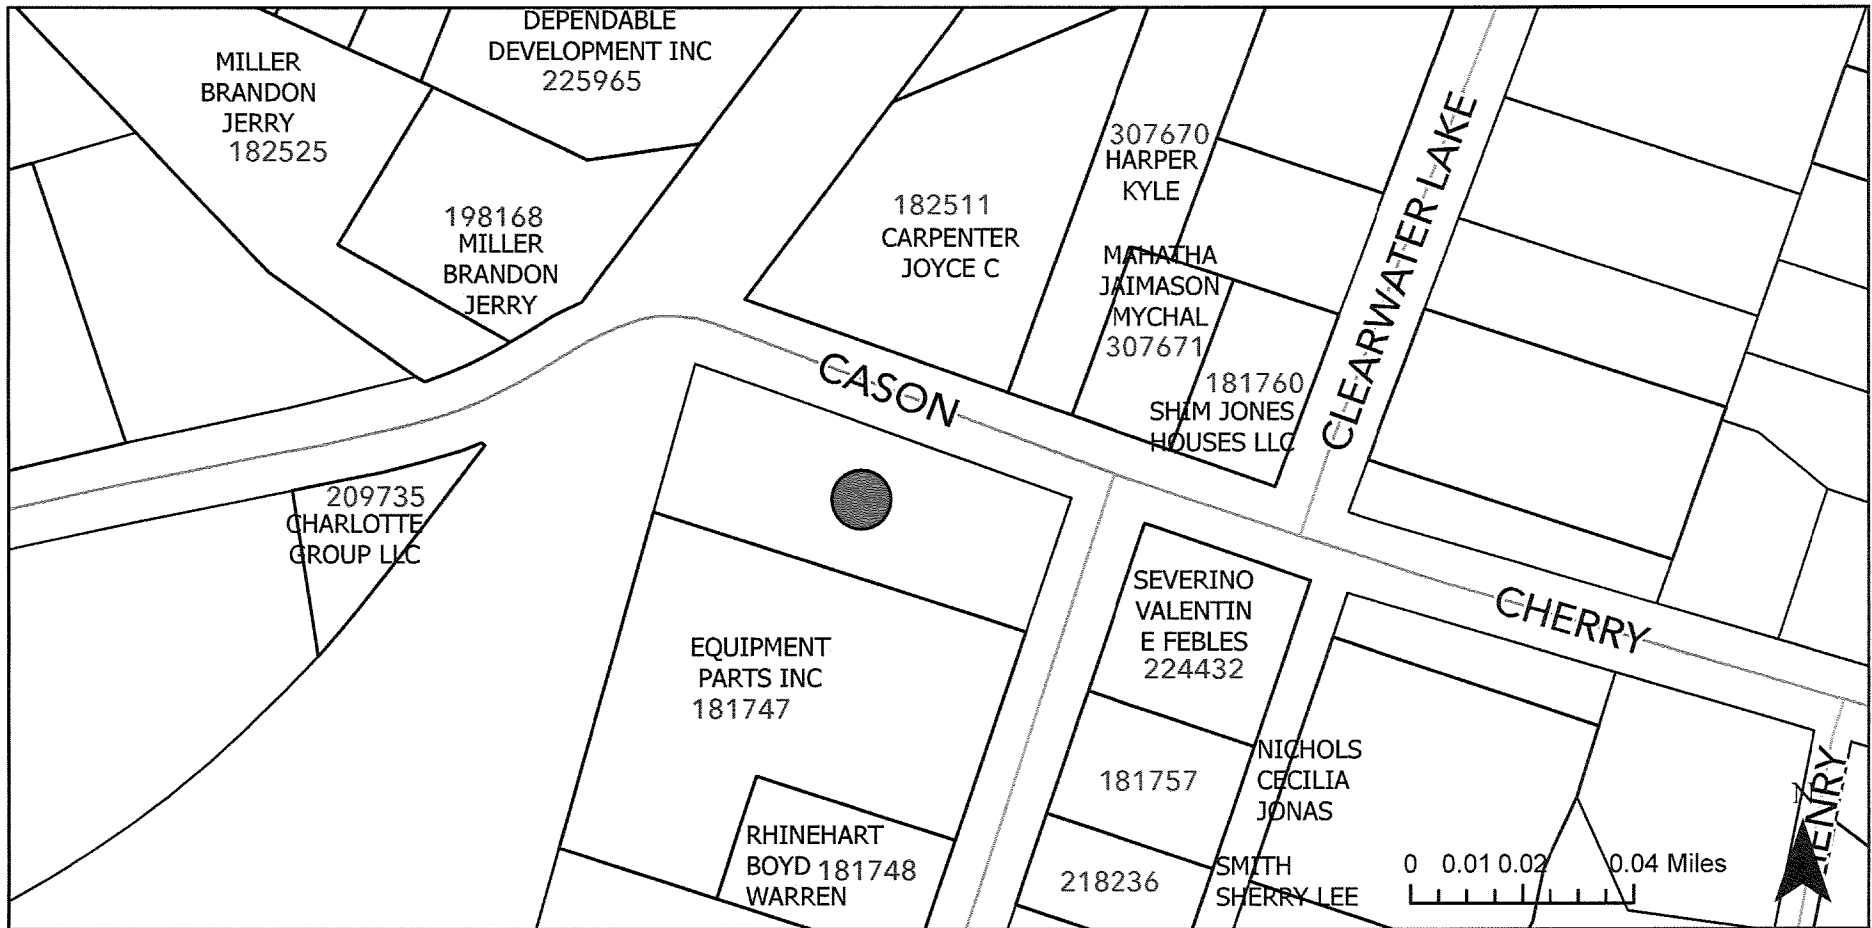 DEPENDABLE
DEVELOPMENT INC
225965
MILLER
BRANDON
JERRY
182525
198168
MILLER
BRANDON
JERRY
182511
CARPENTER
JOYCE C
307670
HARPER
KYLE
MAHATHA
JAIMASON
MYCHAL
307671
181760
SHIM JONES
HOUSES LLC
CLEARWATER LAKE
CASON
209735
CHARLOTTE
GROUP LLC
EQUIPMENT
PARTS INC
181747
RHINEHART
BOYD 181748
WARREN
SEVERINO
VALENTIN
E FEBLES
224432
181757
NICHOLS
CECILIA
JONAS
218236
SMITH
SHERRY LEE
CHERRY
HENRY
N
0 0.01 0.02 0.04 Miles